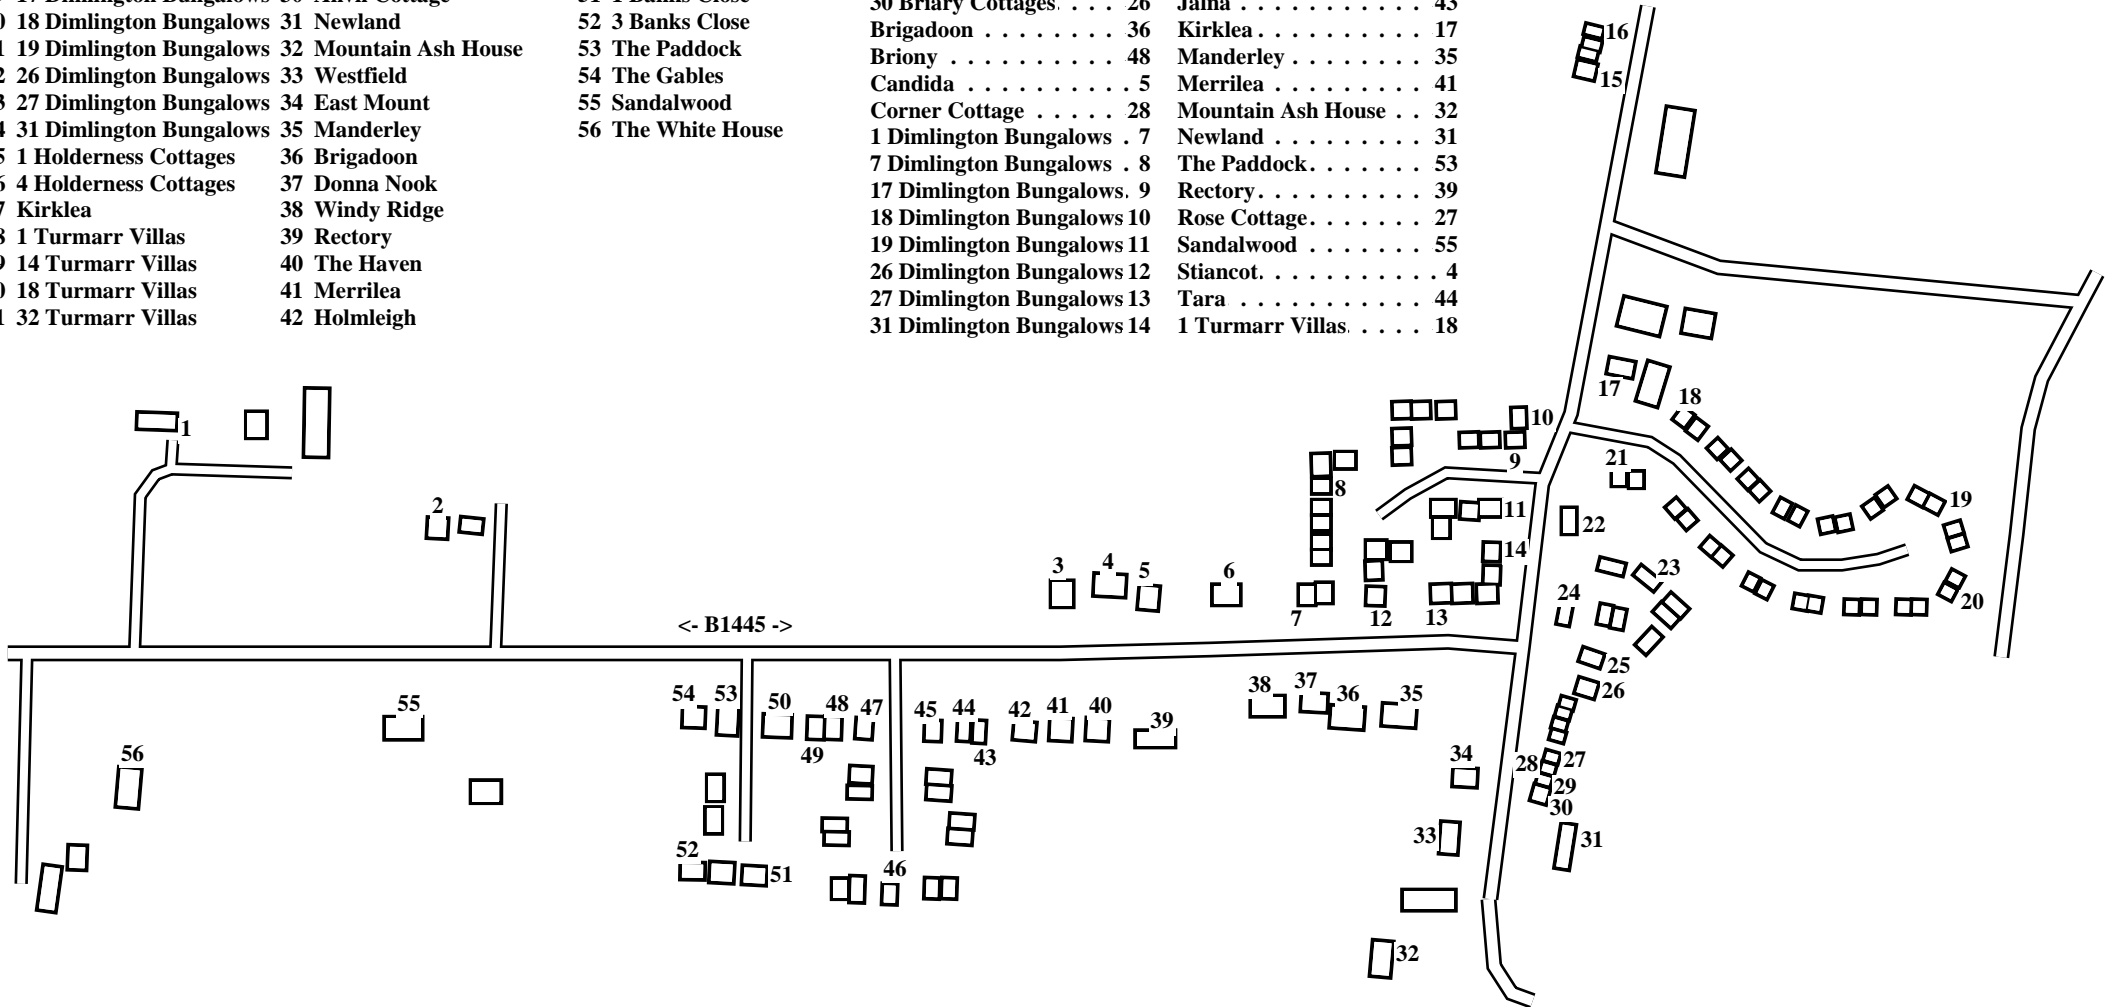 17 Dimlington Bungalows
18 Dimlington Bungalows
19 Dimlington Bungalows
26 Dimlington Bungalows
27 Dimlington Bungalows
31 Dimlington Bungalows
1 Holderness Cottages
4 Holderness Cottages
Kirklea
1 Turmarr Villas
14 Turmarr Villas
18 Turmarr Villas
32 Turmarr Villas
31 Newland
32 Mountain Ash House
33 Westfield
34 East Mount
35 Manderley
36 Brigadoon
37 Donna Nook
38 Windy Ridge
39 Rectory
40 The Haven
41 Merrilea
42 Holmleigh
52 3 Banks Close
53 The Paddock
54 The Gables
55 Sandalwood
56 The White House
30 Briary Cottages. . . . 26
Brigadoon . . . . . . . . 36
Briony . . . . . . . . . . 48
Candida . . . . . . . . . . 5
Corner Cottage . . . . . 28
1 Dimlington Bungalows . 7
7 Dimlington Bungalows . 8
17 Dimlington Bungalows. 9
18 Dimlington Bungalows 10
19 Dimlington Bungalows 11
26 Dimlington Bungalows 12
27 Dimlington Bungalows 13
31 Dimlington Bungalows 14
Jalna . . . . . . . . . . . 43
Kirklea . . . . . . . . . . 17
Manderley . . . . . . . . 35
Merrilea . . . . . . . . . 41
Mountain Ash House . . 32
Newland . . . . . . . . . 31
The Paddock. . . . . . . 53
Rectory. . . . . . . . . . 39
Rose Cottage. . . . . . . 27
Sandalwood . . . . . . . 55
Stiancot. . . . . . . . . . . 4
Tara . . . . . . . . . . . 44
1 Turmarr Villas. . . . . 18
16
15
17
18
1
10
9
21
8
19
2
11
22
14
3
4
5
6
23
24
20
7
12
13
<- B1445 ->
25
26
38
37
36
35
54
53
50
48
47
45
44
42
41
40
39
55
49
43
56
34
28
27
29
30
33
31
52
51
46
32